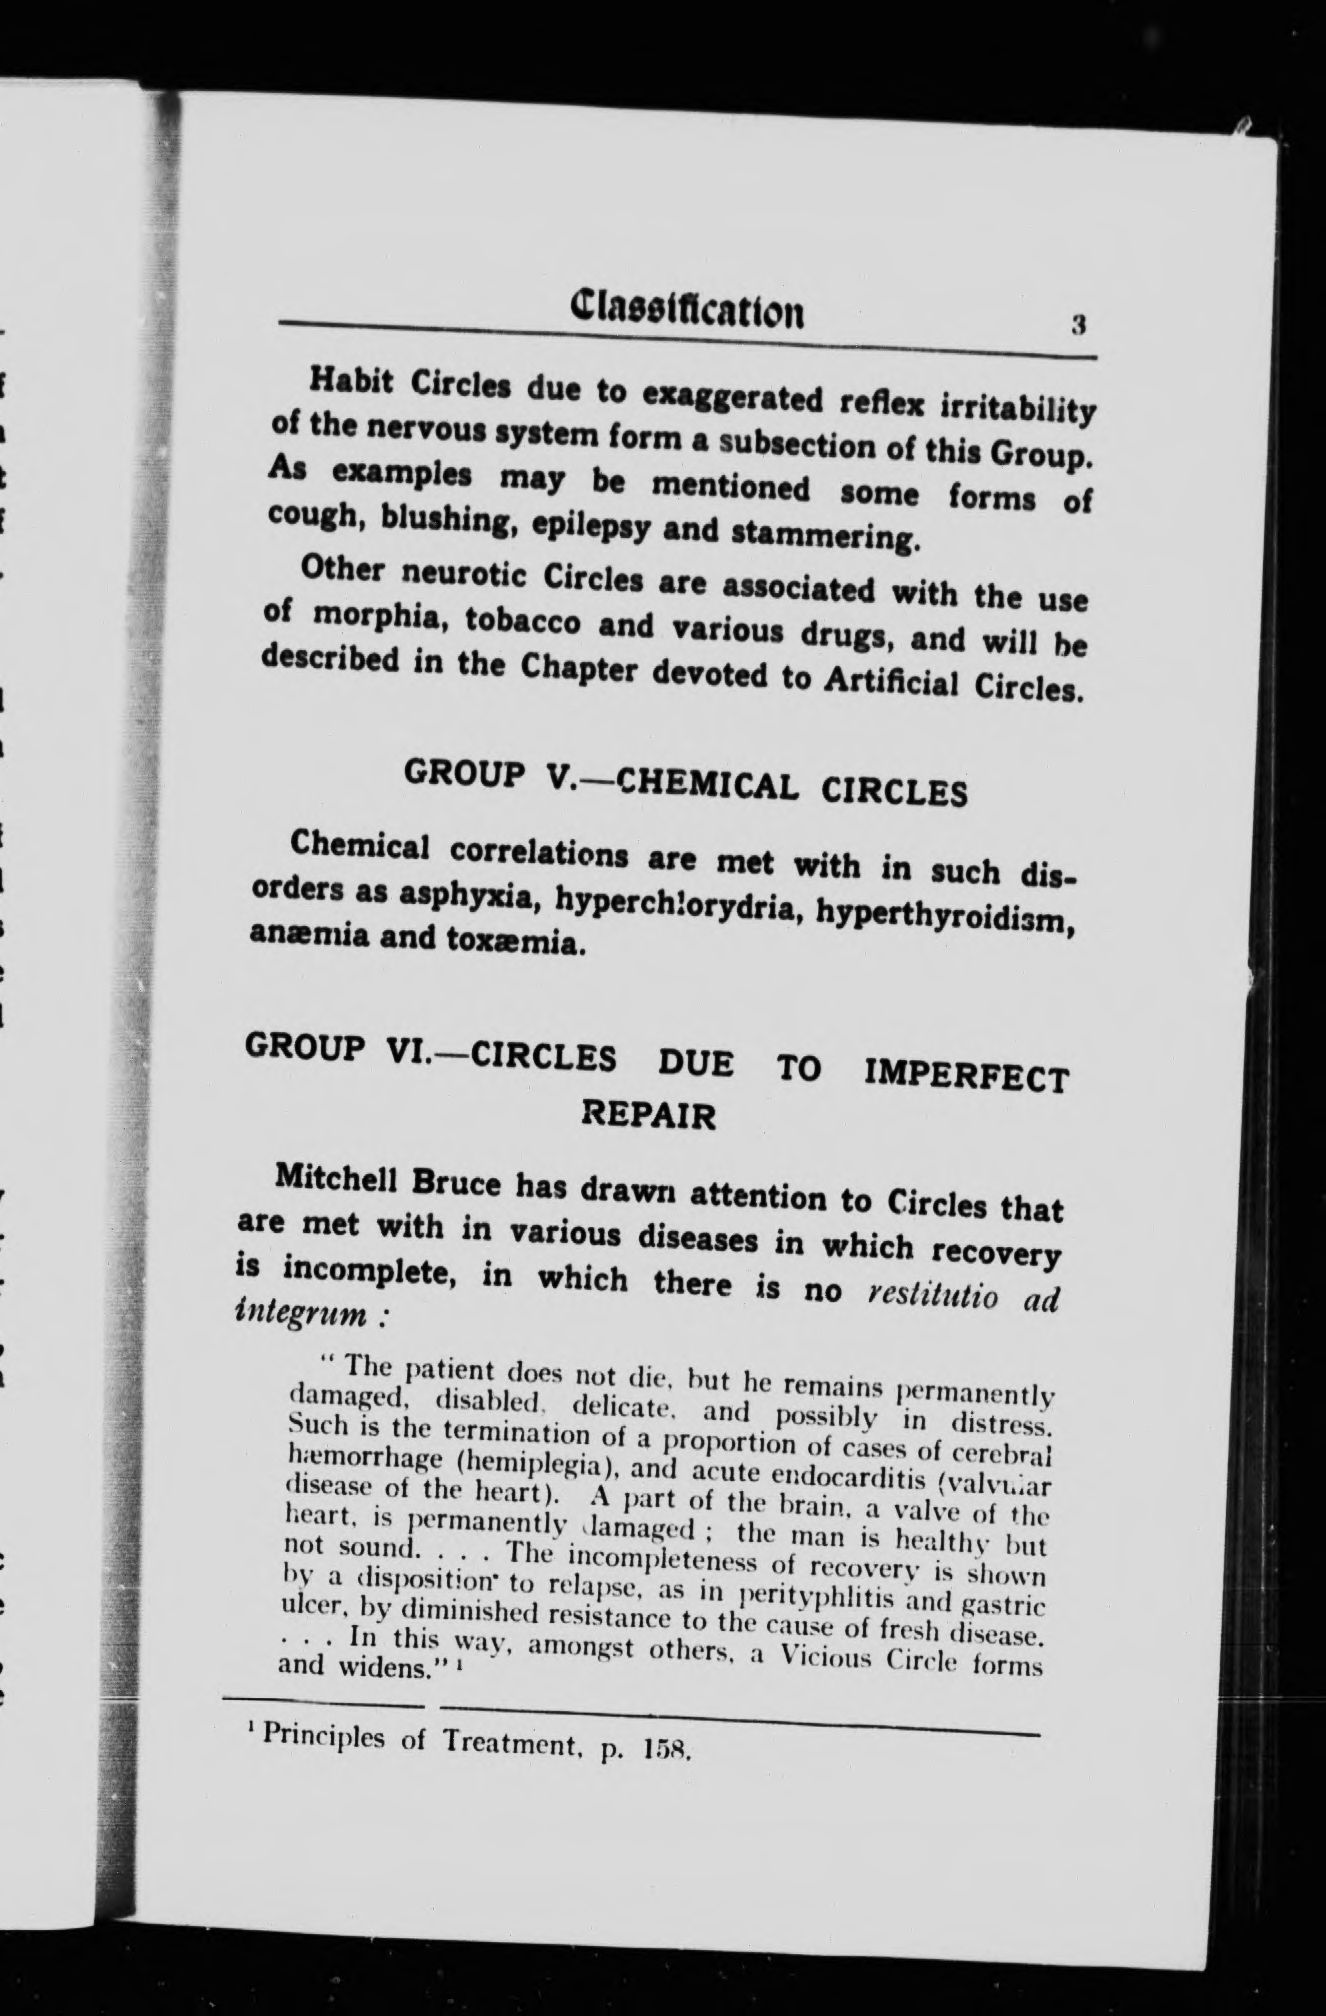 Classification 3
Habit Circles due to exaggerated reflex irritability
of the nervous system form a subsection of this Group.
As examples may be mentioned some forms of
cough, blushing, epilepsy and stammering.
Other neurotic Circles are associated with the use
of morphia, tobacco and various drugs, and will be
described in the Chapter devoted to Artificial Circles.
GROUP V.—CHEMICAL CIRCLES
Chemical correlations are met with in such dis-
orders as asphyxia, hyperchlorydria, hyperthyroidism,
anæmia and toxæmia.
GROUP VI.—CIRCLES DUE TO IMPERFECT
REPAIR
Mitchell Bruce has drawn attention to Circles that
are met with in various diseases in which recovery
is incomplete, in which there is no restitutio ad
integrum :
“ The patient does not die, but he remains permanently
damaged, disabled, delicate, and possibly in distress.
Such is the termination of a proportion of cases of cerebral
hæmorrhage (hemiplegia), and acute endocarditis (valvular
disease of the heart). A part of the brain, a valve of the
heart, is permanently damaged ; the man is healthy but
not sound. . . . The incompleteness of recovery is shown
by a disposition to relapse, as in perityphlitis and gastric
ulcer, by diminished resistance to the cause of fresh disease.
. . . In this way, amongst others, a Vicious Circle forms
and widens.” ¹
¹ Principles of Treatment, p. 158.